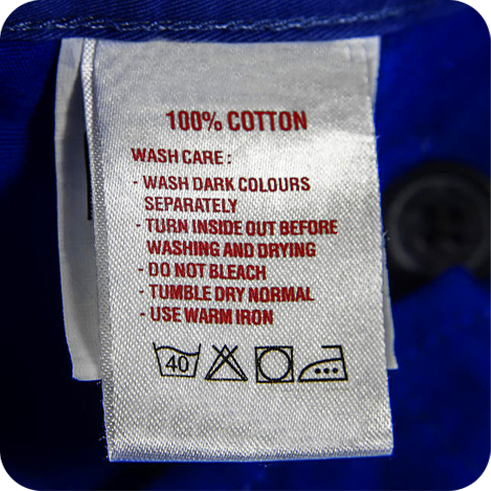 100% COTTON
WASH CARE :
- WASH DARK COLOURS
SEPARATELY
- TURN INSIDE OUT BEFORE
WASHING AND DRYING
- DO NOT BLEACH
- TUMBLE DRY NORMAL
- USE WARM IRON
40